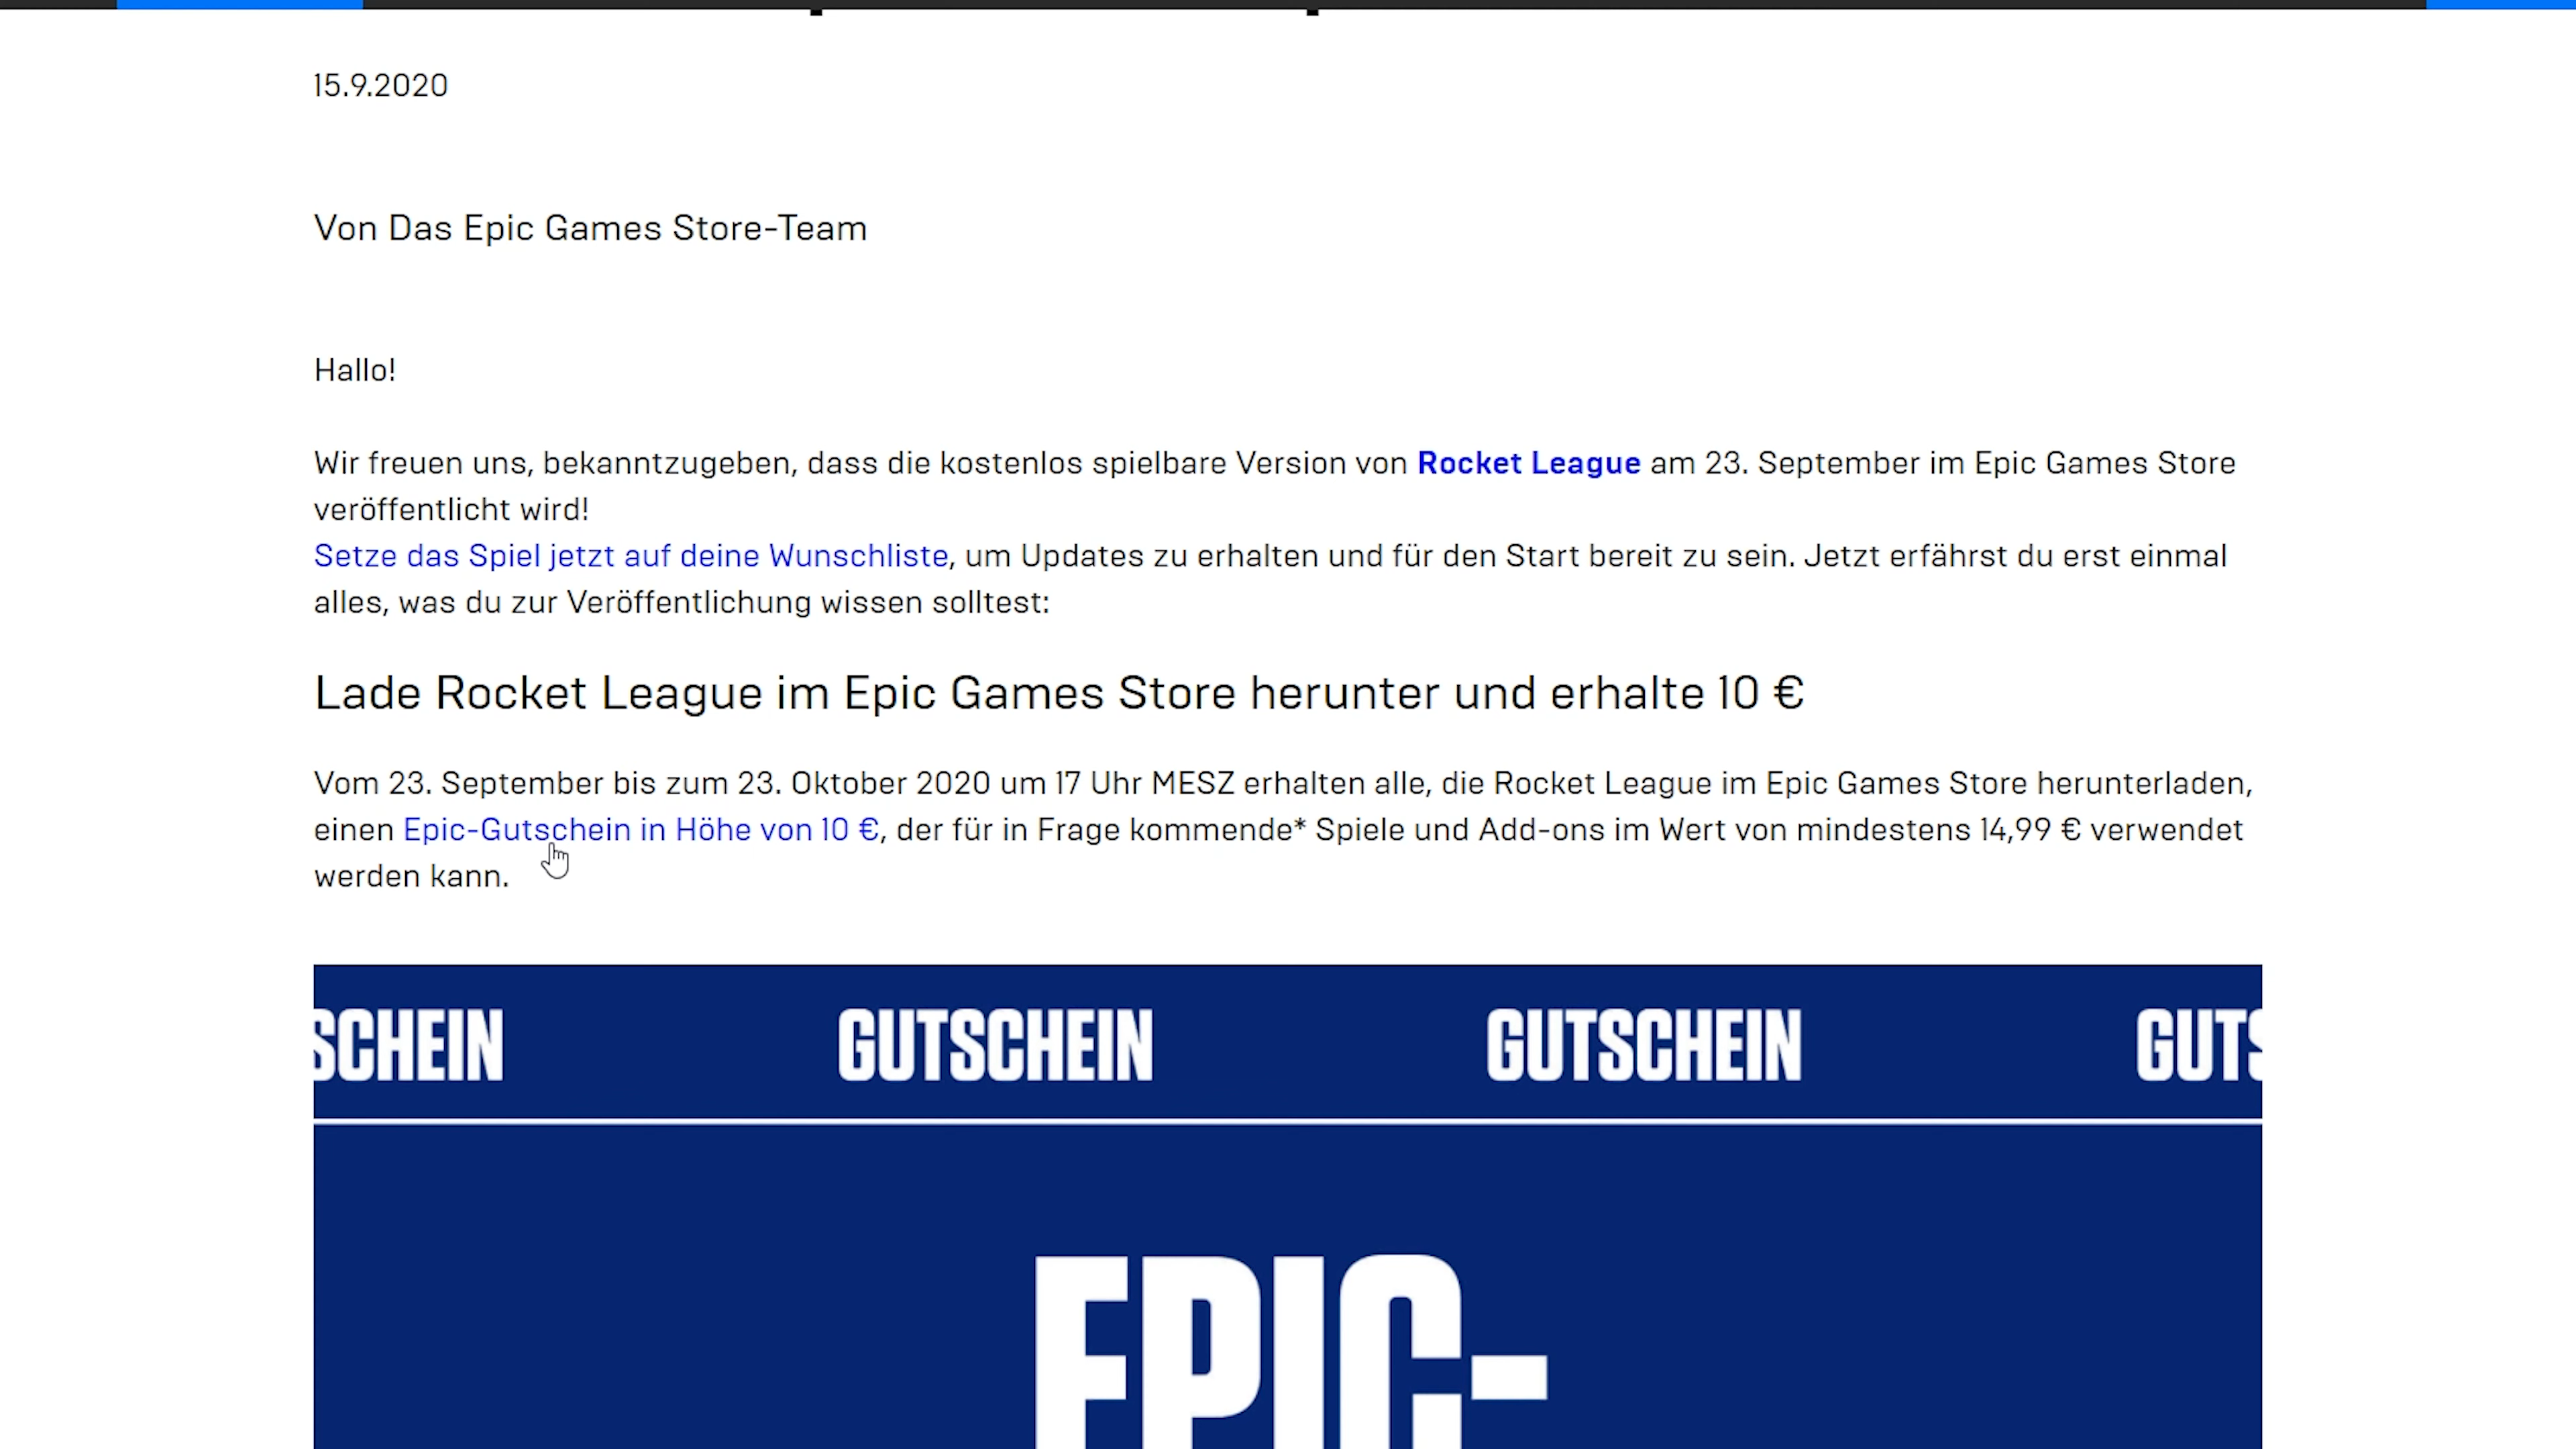 15.9.2020
Von Das Epic Games Store-Team
Hallo!
Wir freuen uns, bekanntzugeben, dass die kostenlos spielbare Version von Rocket League am 23. September im Epic Games Store
veröffentlicht wird!
Setze das Spiel jetzt auf deine Wunschliste, um Updates zu erhalten und für den Start bereit zu sein. Jetzt erfährst du erst einmal
alles, was du zur Veröffentlichung wissen solltest:
Lade Rocket League im Epic Games Store herunter und erhalte 10 €
Vom 23. September bis zum 23. Oktober 2020 um 17 Uhr MESZ erhalten alle, die Rocket League im Epic Games Store herunterladen,
einen Epic-Gutschein in Höhe von 10 €, der für in Frage kommende* Spiele und Add-ons im Wert von mindestens 14,99 € verwendet
werden kann.
SCHEIN GUTSCHEIN GUTSCHEIN GUTS
EPIC-